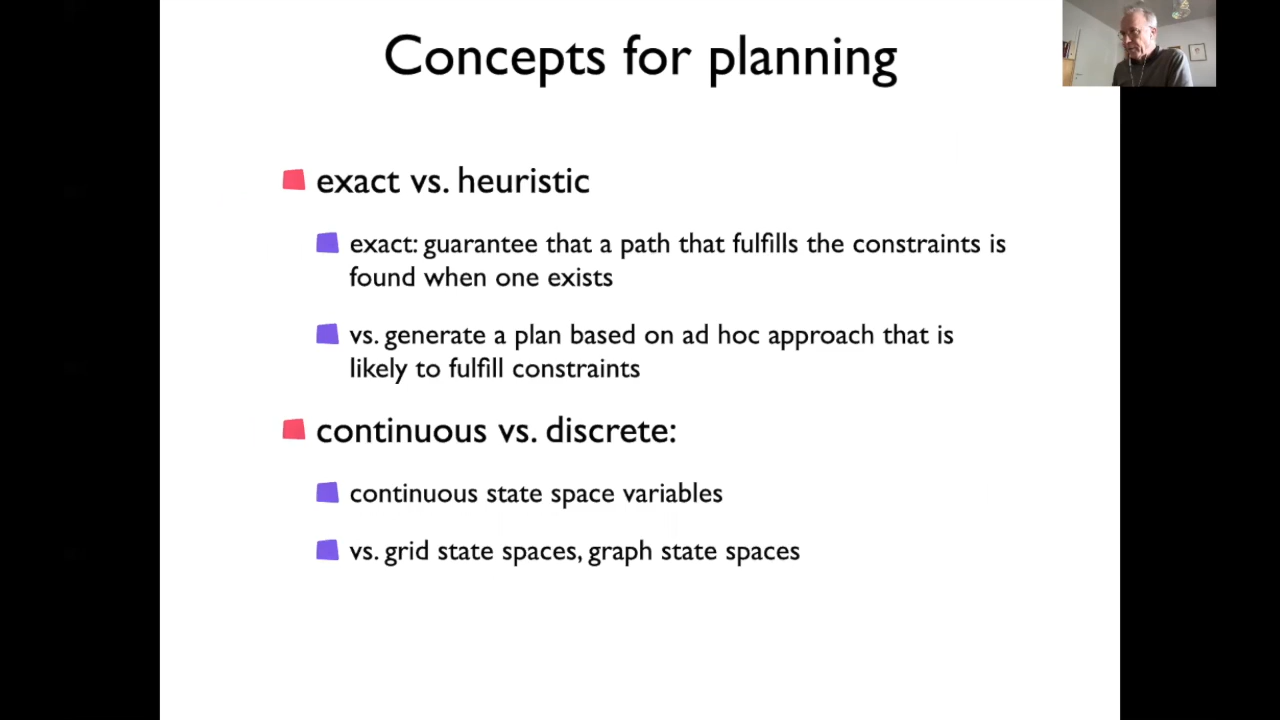 Concepts for planning
exact vs. heuristic
exact: guarantee that a path that fulfills the constraints is
found when one exists
vs. generate a plan based on ad hoc approach that is
likely to fulfill constraints
continuous vs. discrete:
continuous state space variables
vs. grid state spaces, graph state spaces